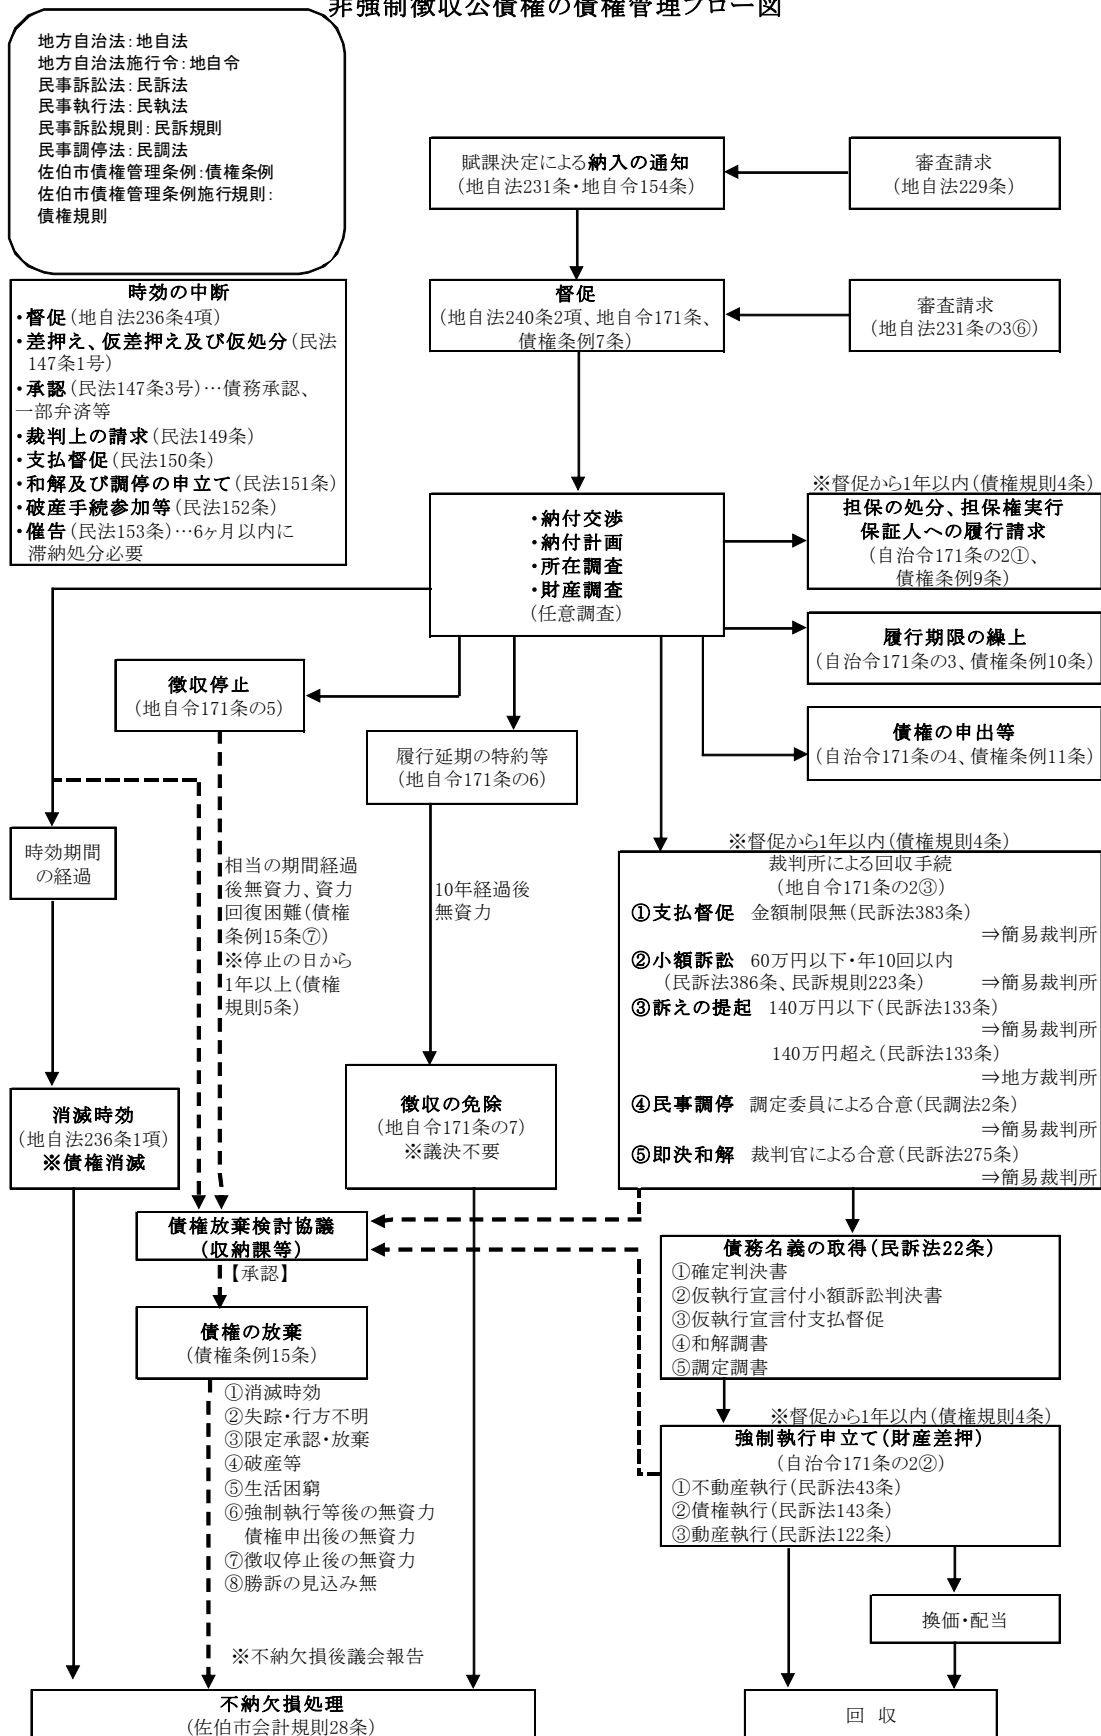 非強制徴収公債権の債権管理フロー図
地方自治法:地自法
地方自治法施行令:地自令
民事訴訟法:民訴法
民事執行法:民執法
民事訴訟規則:民訴規則
民事調停法:民調法
佐伯市債権管理条例:債権条例
佐伯市債権管理条例施行規則:
債権規則
賦課決定による納入の通知
(地自法231条・地自令154条)
審査請求
(地自法229条)
時効の中断
・督促(地自法236条4項)
・差押え、仮差押え及び仮処分(民法
147条1号)
・承認(民法147条3号)…債務承認、
一部弁済等
・裁判上の請求(民法149条)
・支払督促(民法150条)
・和解及び調停の申立て(民法151条)
・破産手続参加等(民法152条)
・催告(民法153条)…6ヶ月以内に
滞納処分必要
督促
(地自法240条2項、地自令171条、
債権条例7条)
審査請求
(地自法231条の3⑥)
・納付交渉
・納付計画
・所在調査
・財産調査
(任意調査)
※督促から1年以内(債権規則4条)
担保の処分、担保権実行
保証人への履行請求
(自治令171条の2①、
債権条例9条)
履行期限の繰上
(自治令171条の3、債権条例10条)
債権の申出等
(自治令171条の4、債権条例11条)
徴収停止
(地自令171条の5)
履行延期の特約等
(地自令171条の6)
時効期間
の経過
相当の期間経過
後無資力、資力
回復困難(債権
条例15条⑦)
※停止の日から
1年以上(債権
規則5条)
10年経過後
無資力
※督促から1年以内(債権規則4条)
裁判所による回収手続
(地自令171条の2③)
①支払督促 金額制限無(民訴法383条)
⇒簡易裁判所
②小額訴訟 60万円以下・年10回以内
(民訴法386条、民訴規則223条) ⇒簡易裁判所
③訴えの提起 140万円以下(民訴法133条)
⇒簡易裁判所
140万円超え(民訴法133条)
⇒地方裁判所
④民事調停 調定委員による合意(民調法2条)
⇒簡易裁判所
⑤即決和解 裁判官による合意(民訴法275条)
⇒簡易裁判所
消滅時効
(地自法236条1項)
※債権消滅
徴収の免除
(地自令171条の7)
※議決不要
債権放棄検討協議
(収納課等)
【承認】
債権の放棄
(債権条例15条)
①消滅時効
②失踪・行方不明
③限定承認・放棄
④破産等
⑤生活困窮
⑥強制執行等後の無資力
債権申出後の無資力
⑦徴収停止後の無資力
⑧勝訴の見込み無
※不納欠損後議会報告
債務名義の取得(民訴法22条)
①確定判決書
②仮執行宣言付小額訴訟判決書
③仮執行宣言付支払督促
④和解調書
⑤調定調書
※督促から1年以内(債権規則4条)
強制執行申立て(財産差押)
(自治令171条の2②)
①不動産執行(民訴法43条)
②債権執行(民訴法143条)
③動産執行(民訴法122条)
換価・配当
不納欠損処理
(佐伯市会計規則28条)
回 収